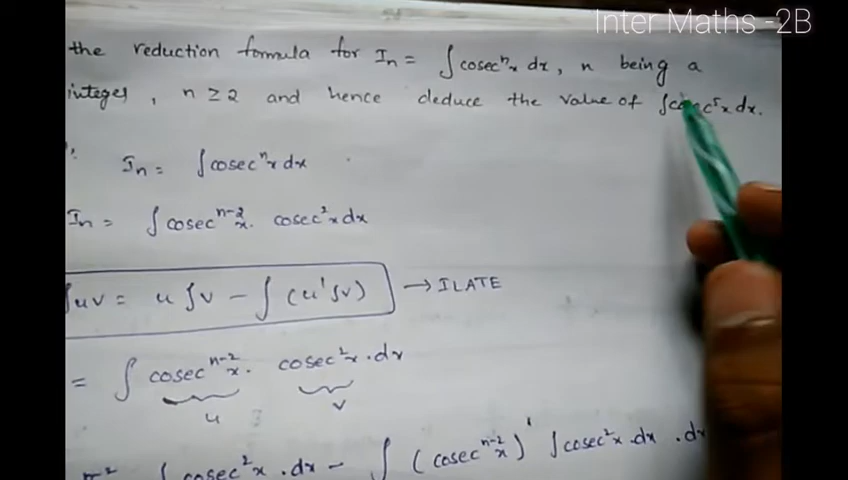 Inter Maths -2B
the reduction formula for Iₙ = ∫cosecⁿx dx, n being a
integer, n ≥ 2 and hence deduce the value of ∫cosec⁵x dx.
Iₙ = ∫cosecⁿx dx
Iₙ = ∫cosecⁿ⁻²x. cosec²x dx
∫uv = u∫v - ∫(u'∫v) → ILATE
= ∫cosecⁿ⁻²x. cosec²x.dx
u v
ⁿ⁻² ∫cosec²x.dx - ∫(cosecⁿ⁻²x)' ∫cosec²x.dx .dx